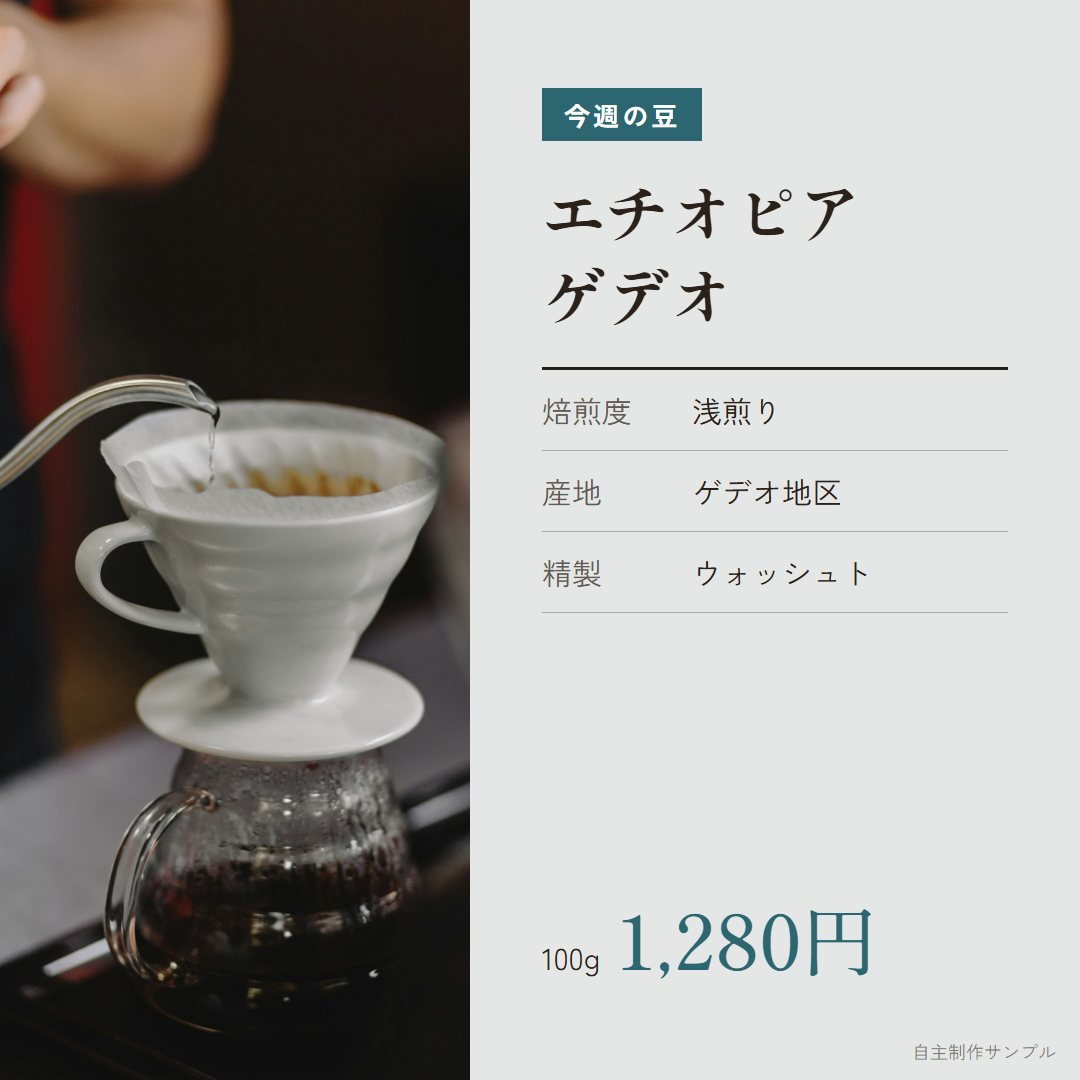 今週の豆
エチオピア
ゲデオ
焙煎度 浅煎り
産地 ゲデオ地区
精製 ウォッシュト
100g 1,280円
自主制作サンプル